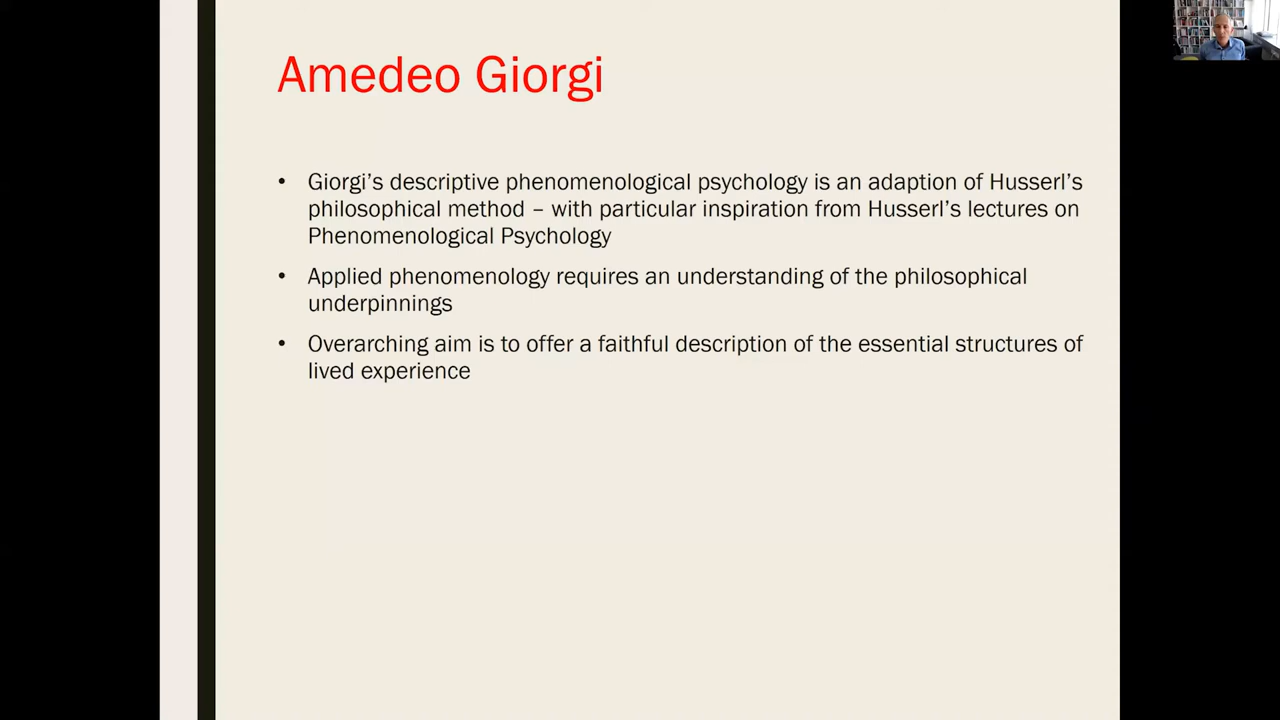 Amedeo Giorgi
• Giorgi’s descriptive phenomenological psychology is an adaption of Husserl’s
philosophical method – with particular inspiration from Husserl’s lectures on
Phenomenological Psychology
• Applied phenomenology requires an understanding of the philosophical
underpinnings
• Overarching aim is to offer a faithful description of the essential structures of
lived experience